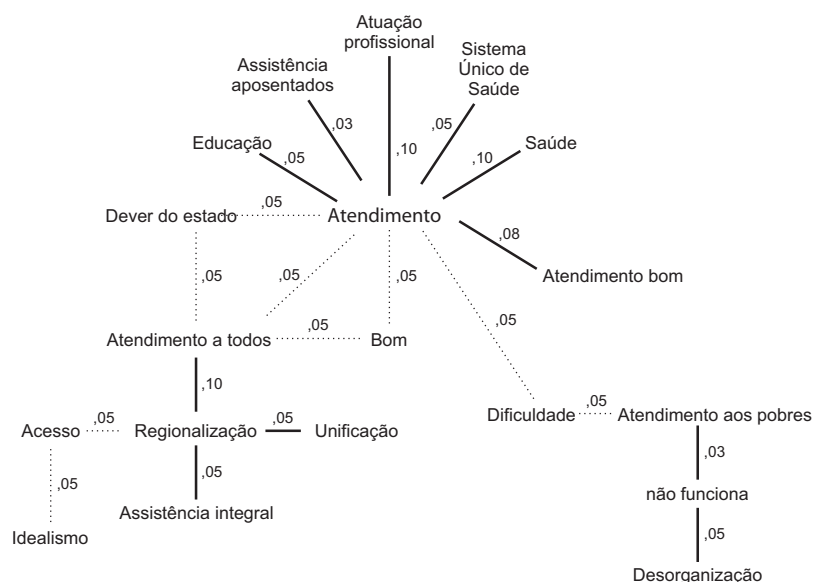 Atuação
profissional
Sistema
Único de
Saúde
Assistência
aposentados
,03
,10
,05
Educação
,05
,10
Saúde
Dever do estado
,05
Atendimento
,08
Atendimento bom
,05
,05
,05
,05
Atendimento a todos
,05
Bom
,10
Dificuldade
,05
Atendimento aos pobres
Acesso
,05
Regionalização
,05
Unificação
,03
,05
,05
não funciona
Assistência integral
Idealismo
,05
Desorganização